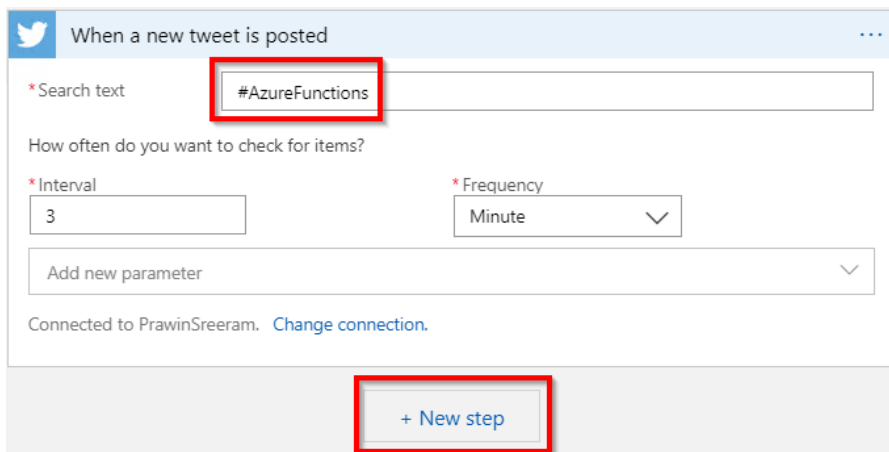 When a new tweet is posted ...
*Search text #AzureFunctions
How often do you want to check for items?
*Interval *Frequency
3 Minute
Add new parameter
Connected to PrawinSreeram. Change connection.
+ New step